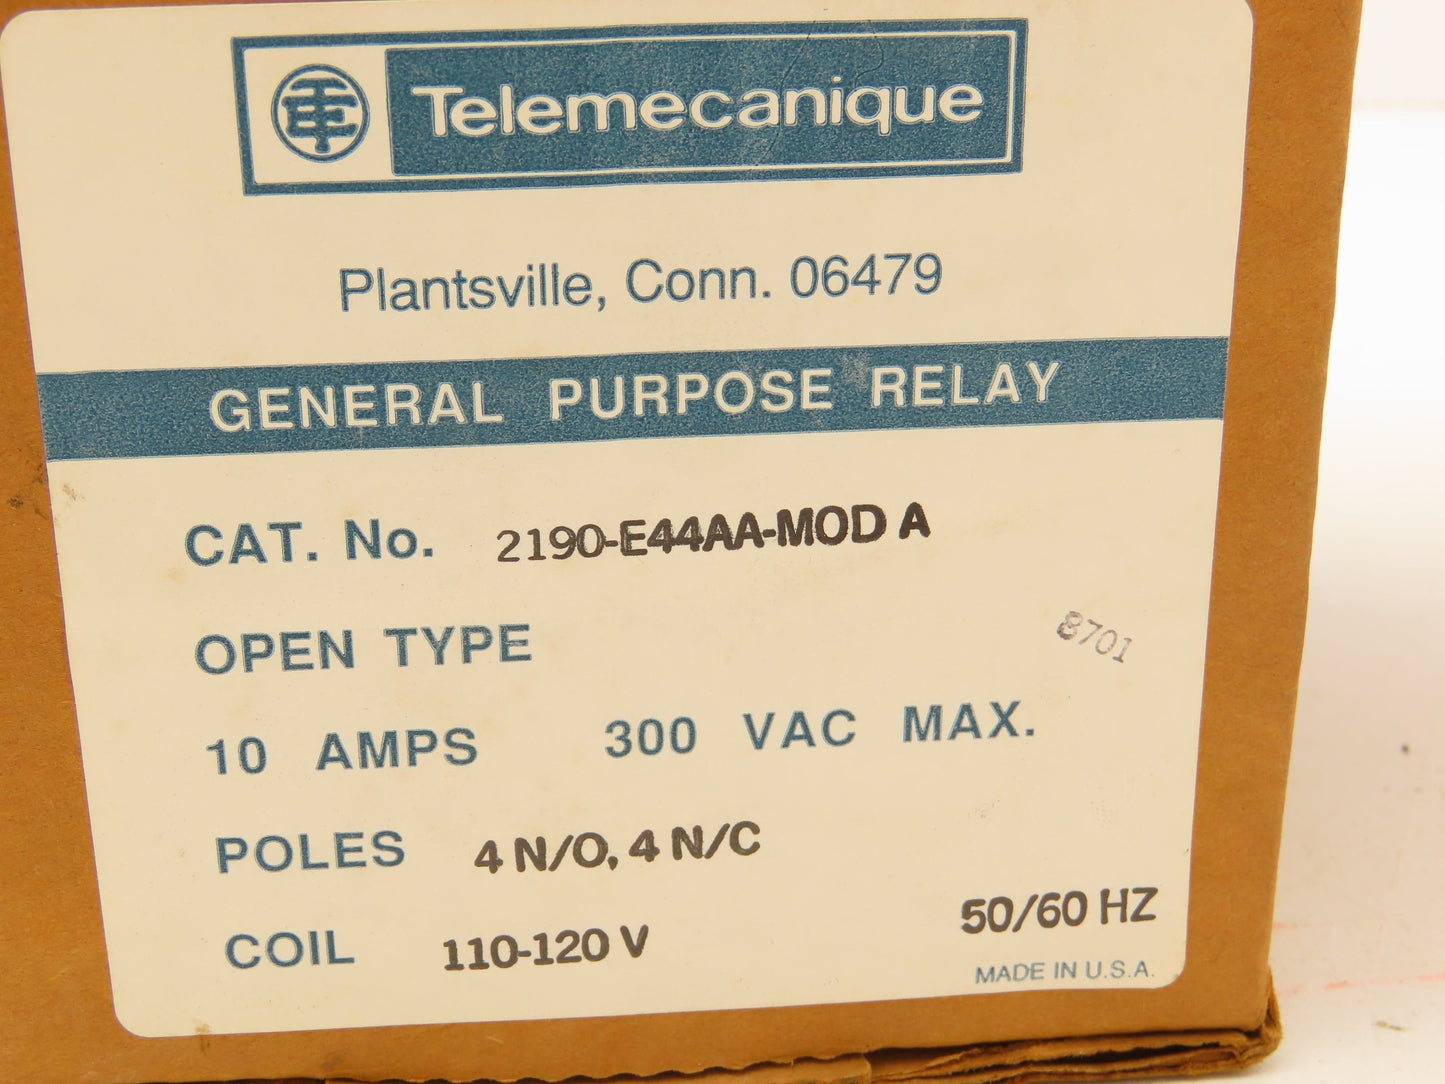 Telemecanique
Plantsville, Conn. 06479
GENERAL PURPOSE RELAY
CAT. No. 2190-E44AA-MOD A
OPEN TYPE
8701
10 AMPS 300 VAC MAX.
POLES 4 N/O, 4 N/C
COIL 110-120 V 50/60 HZ
MADE IN U.S.A.